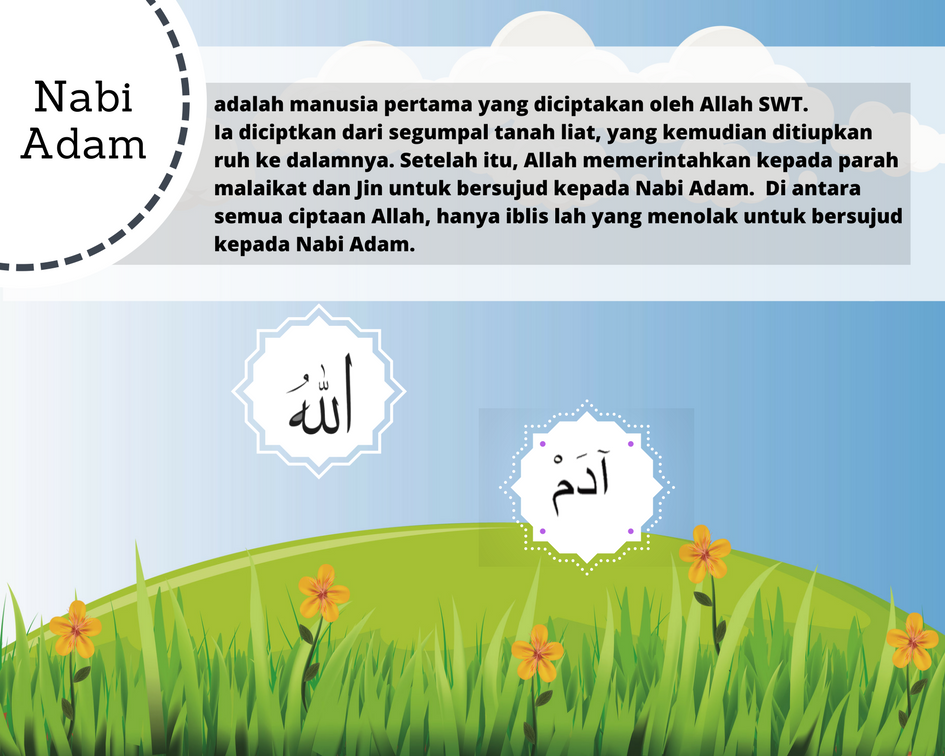 Nabi
Adam
adalah manusia pertama yang diciptakan oleh Allah SWT.
Ia diciptkan dari segumpal tanah liat, yang kemudian ditiupkan
ruh ke dalamnya. Setelah itu, Allah memerintahkan kepada parah
malaikat dan Jin untuk bersujud kepada Nabi Adam.  Di antara
semua ciptaan Allah, hanya iblis lah yang menolak untuk bersujud
kepada Nabi Adam.
اللهُ
آدَمْ